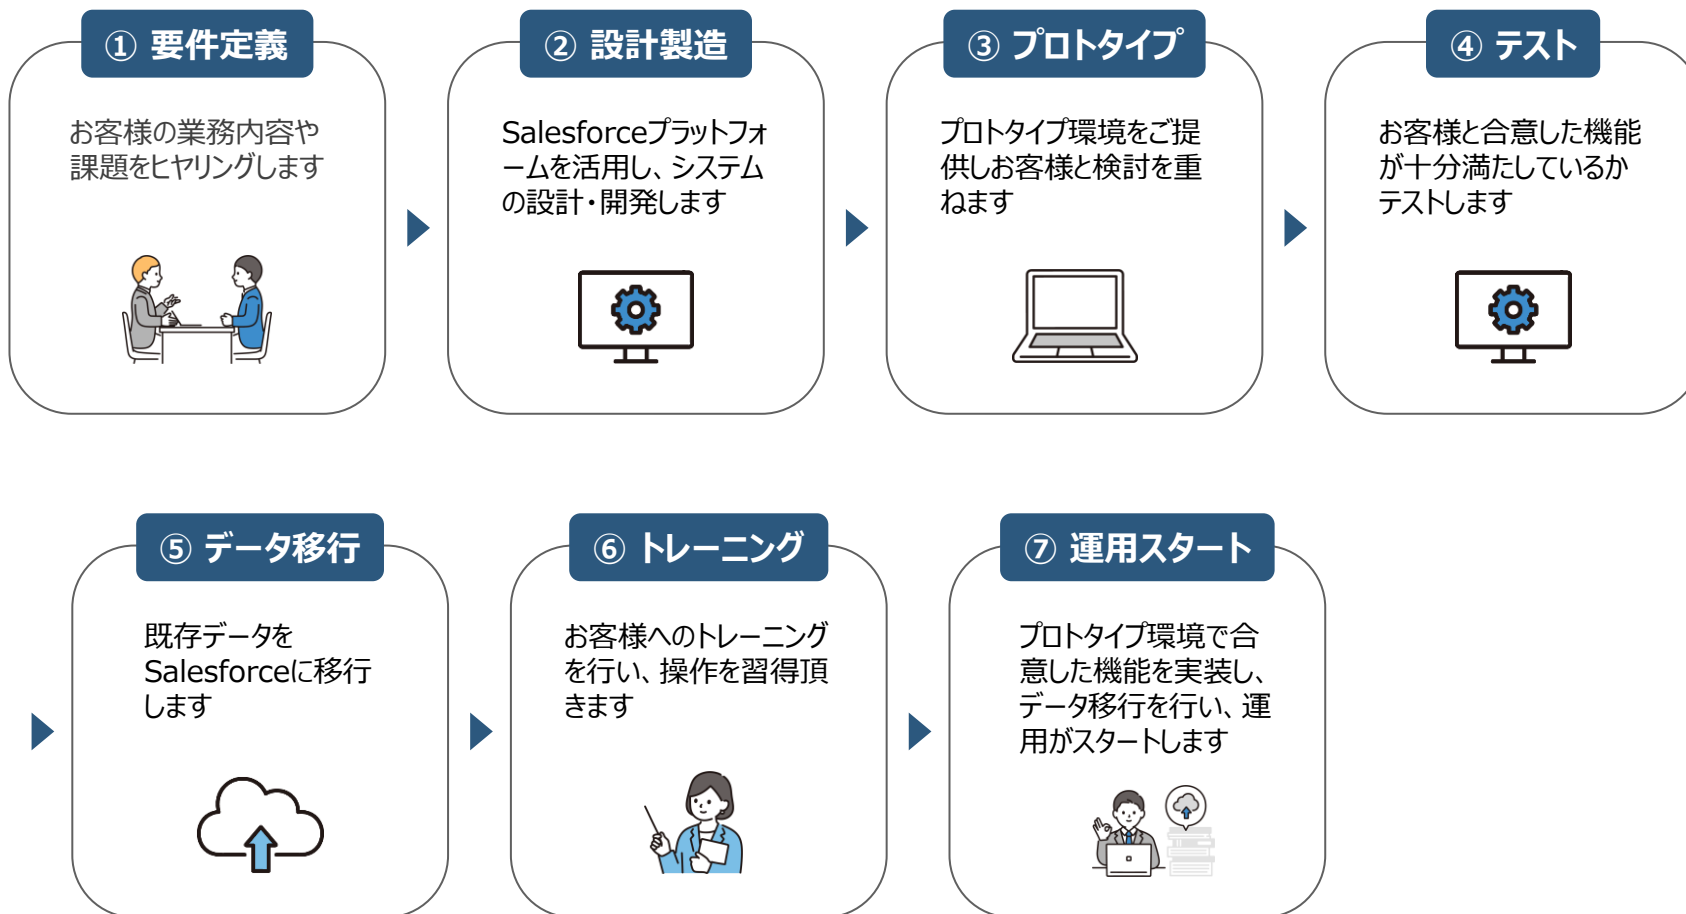 ① 要件定義
お客様の業務内容や
課題をヒヤリングします
② 設計製造
Salesforceプラットフォ
ームを活用し、システム
の設計・開発します
③ プロトタイプ
プロトタイプ環境をご提
供しお客様と検討を重
ねます
④ テスト
お客様と合意した機能
が十分満たしているか
テストします
⑤ データ移行
既存データを
Salesforceに移行
します
⑥ トレーニング
お客様へのトレーニング
を行い、操作を習得頂
きます
⑦ 運用スタート
プロトタイプ環境で合
意した機能を実装し、
データ移行を行い、運
用がスタートします